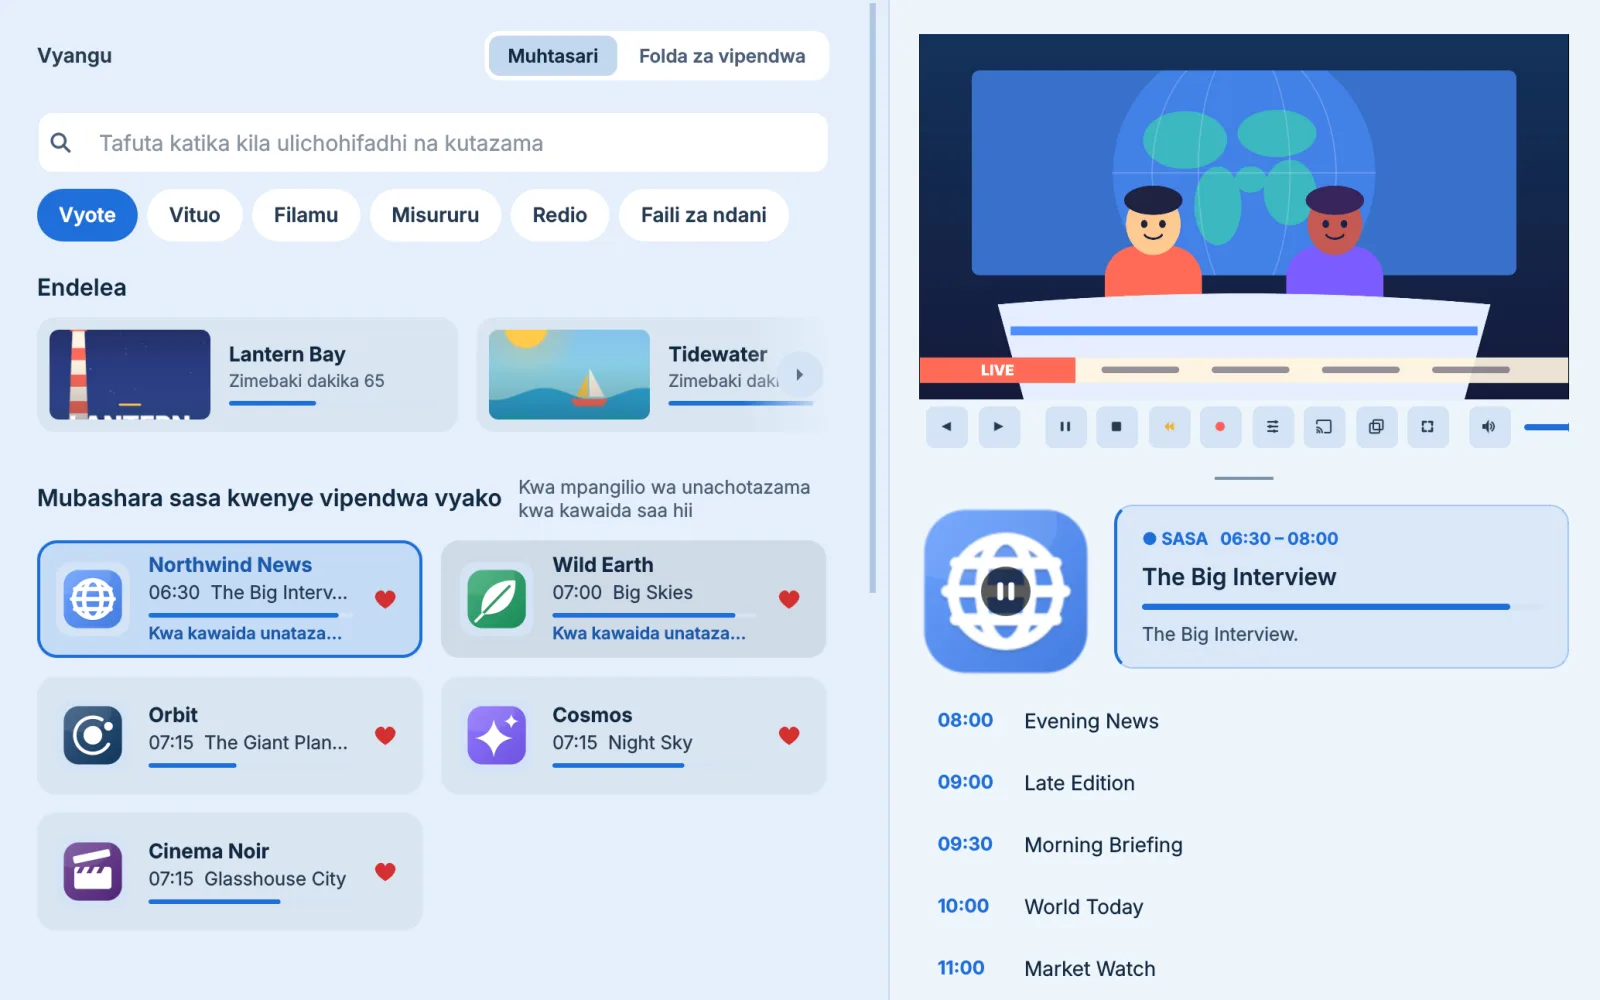 Vyangu
Muhtasari
Folda za vipendwa
Tafuta katika kila ulichohifadhi na kutazama
Vyote
Vituo
Filamu
Misururu
Redio
Faili za ndani
Endelea
Lantern Bay
Zimebaki dakika 65
Tidewater
Zimebaki
Mubashara sasa kwenye vipendwa vyako
Kwa mpangilio wa unachotazama
kwa kawaida saa hii
Northwind News
06:30 The Big Interv...
Kwa kawaida unataza...
Wild Earth
07:00 Big Skies
Kwa kawaida unataza...
Orbit
07:15 The Giant Plan...
Cosmos
07:15 Night Sky
Cinema Noir
07:15 Glasshouse City
LIVE
SASA 06:30 – 08:00
The Big Interview
The Big Interview.
08:00 Evening News
09:00 Late Edition
09:30 Morning Briefing
10:00 World Today
11:00 Market Watch